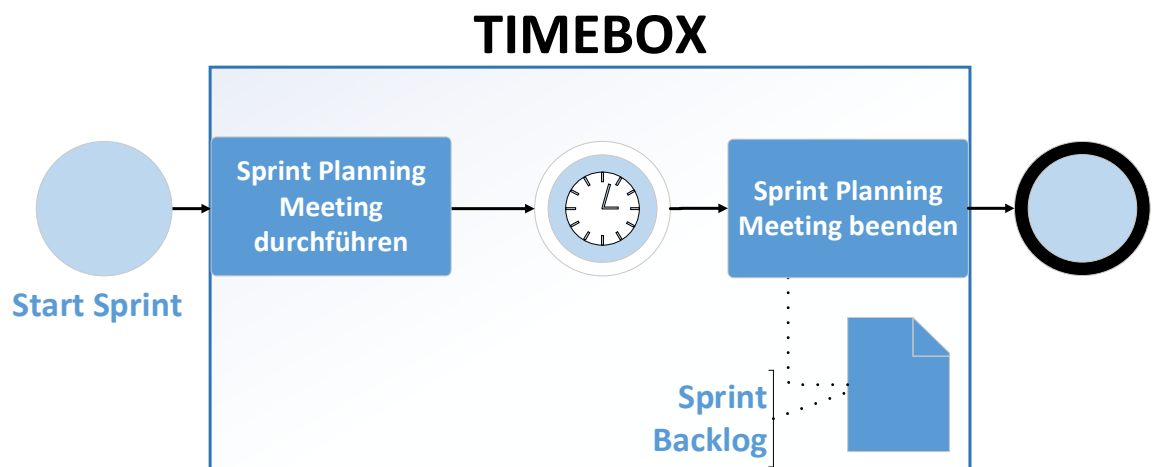 TIMEBOX
Sprint Planning
Meeting
durchführen
Sprint Planning
Meeting beenden
Start Sprint
Sprint
Backlog